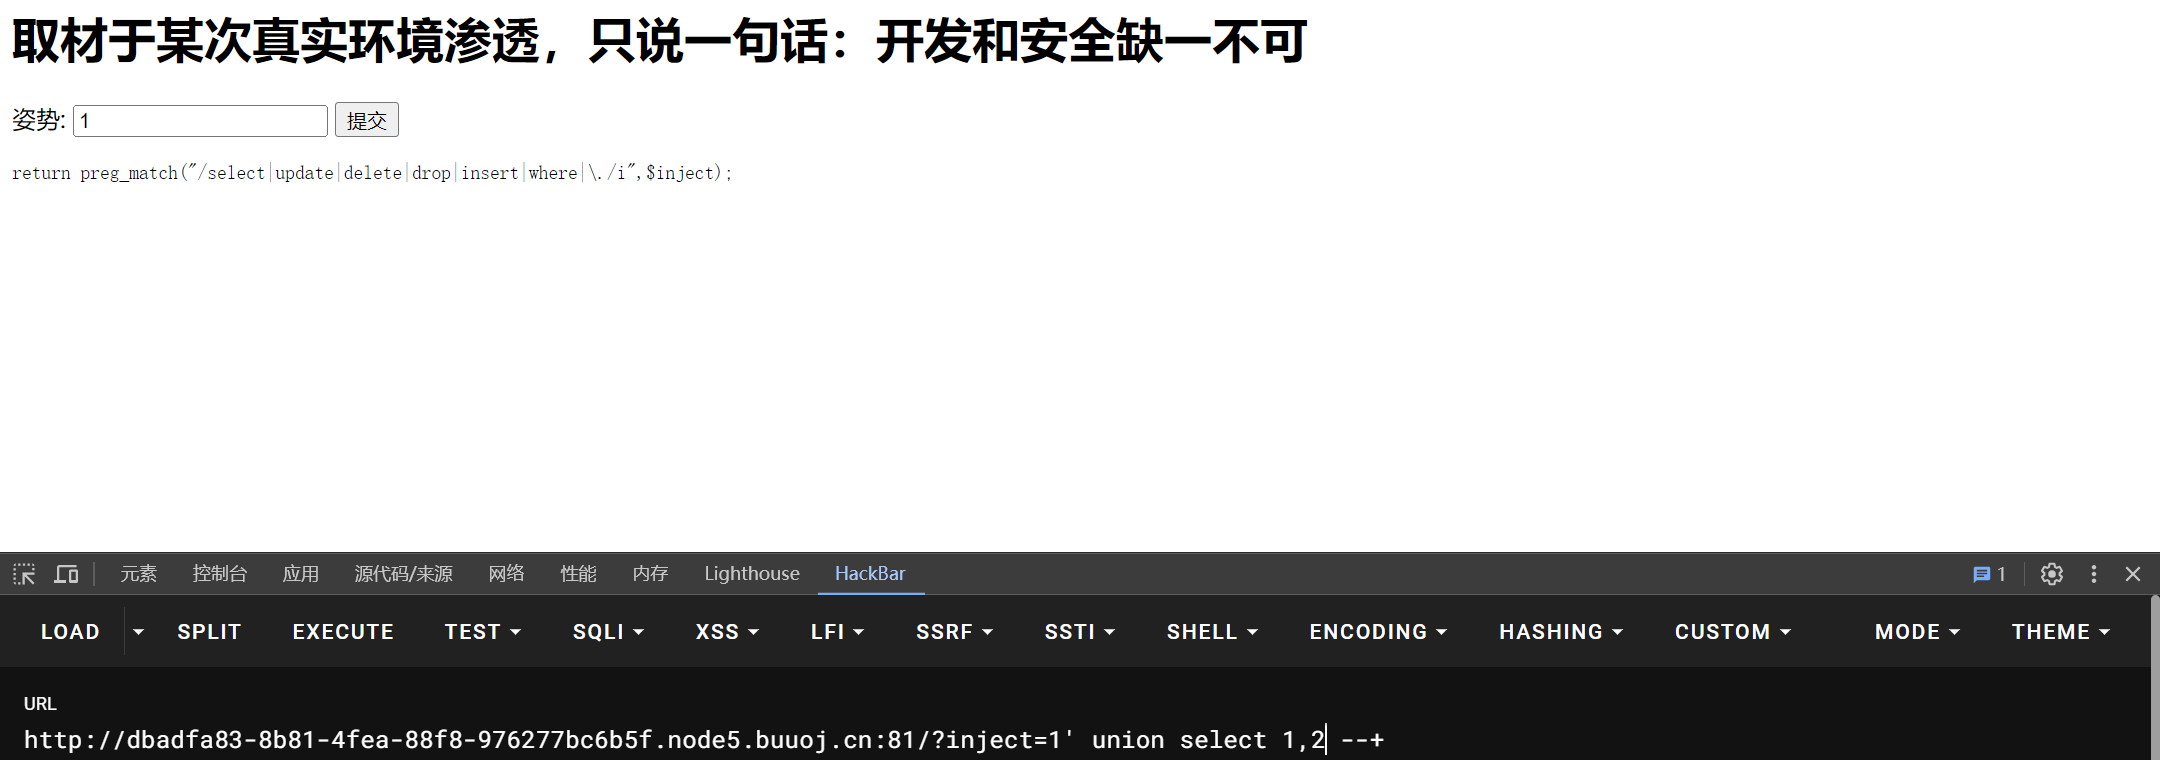 取材于某次真实环境渗透，只说一句话：开发和安全缺一不可
姿势: 1 提交
return preg_match("/select|update|delete|drop|insert|where|\./i",$inject);
元素 控制台 应用 源代码/来源 网络 性能 内存 Lighthouse HackBar 1
LOAD SPLIT EXECUTE TEST SQLI XSS LFI SSRF SSTI SHELL ENCODING HASHING CUSTOM MODE THEME
URL
http://dbadfa83-8b81-4fea-88f8-976277bc6b5f.node5.buuoj.cn:81/?inject=1' union select 1,2 --+